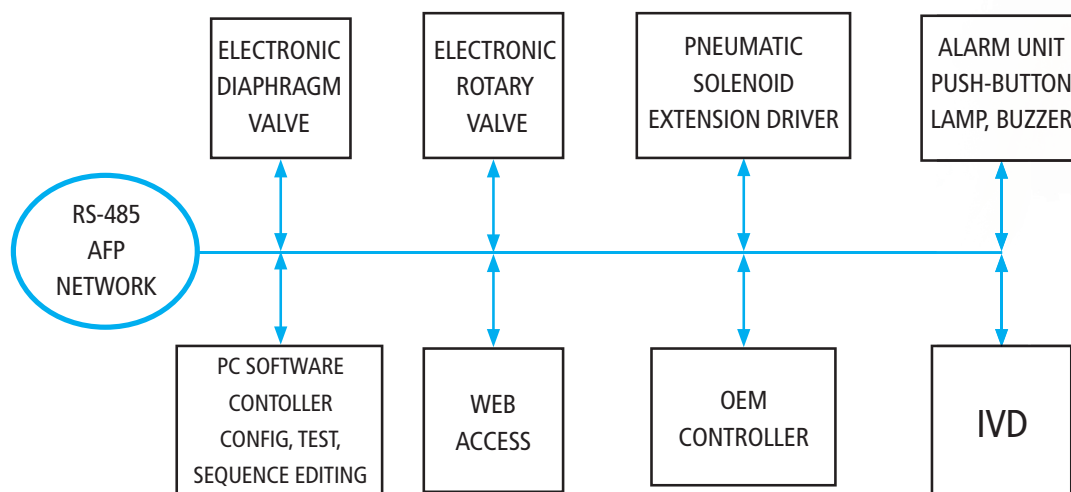 ELECTRONIC
DIAPHRAGM
VALVE
ELECTRONIC
ROTARY
VALVE
PNEUMATIC
SOLENOID
EXTENSION DRIVER
ALARM UNIT
PUSH-BUTTON
LAMP, BUZZER
RS-485
AFP
NETWORK
PC SOFTWARE
CONTOLLER
CONFIG, TEST,
SEQUENCE EDITING
WEB
ACCESS
OEM
CONTROLLER
IVD